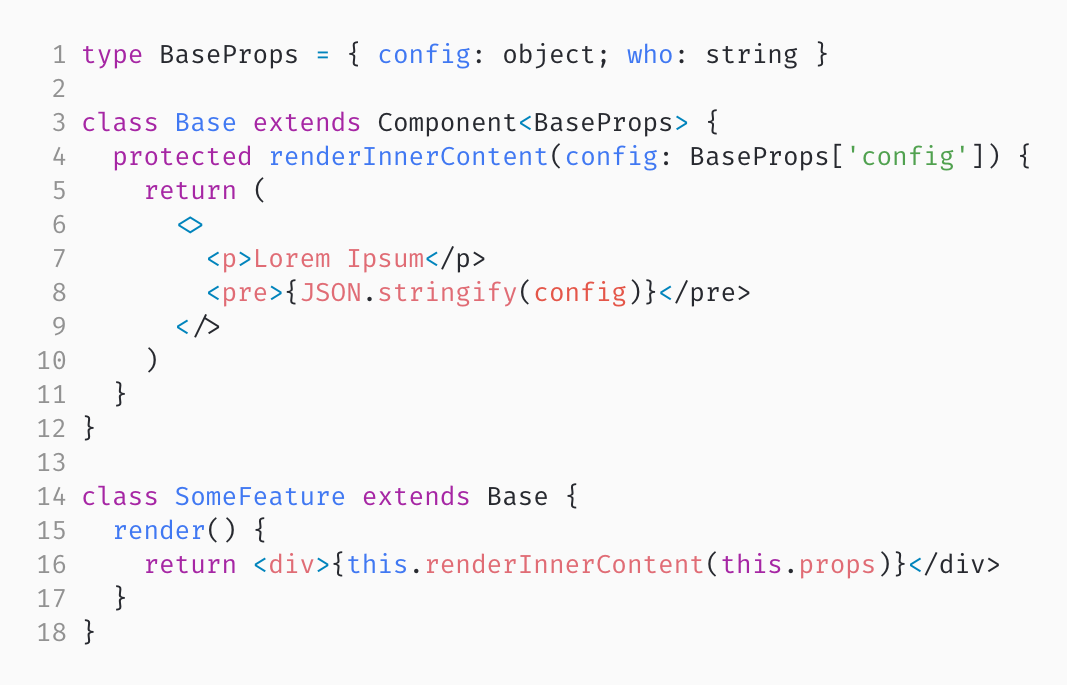 1 type BaseProps = { config: object; who: string }
2
3 class Base extends Component<BaseProps> {
4   protected renderInnerContent(config: BaseProps['config']) {
5     return (
6       <>
7         <p>Lorem Ipsum</p>
8         <pre>{JSON.stringify(config)}</pre>
9       </>
10     )
11   }
12 }
13
14 class SomeFeature extends Base {
15   render() {
16     return <div>{this.renderInnerContent(this.props)}</div>
17   }
18 }